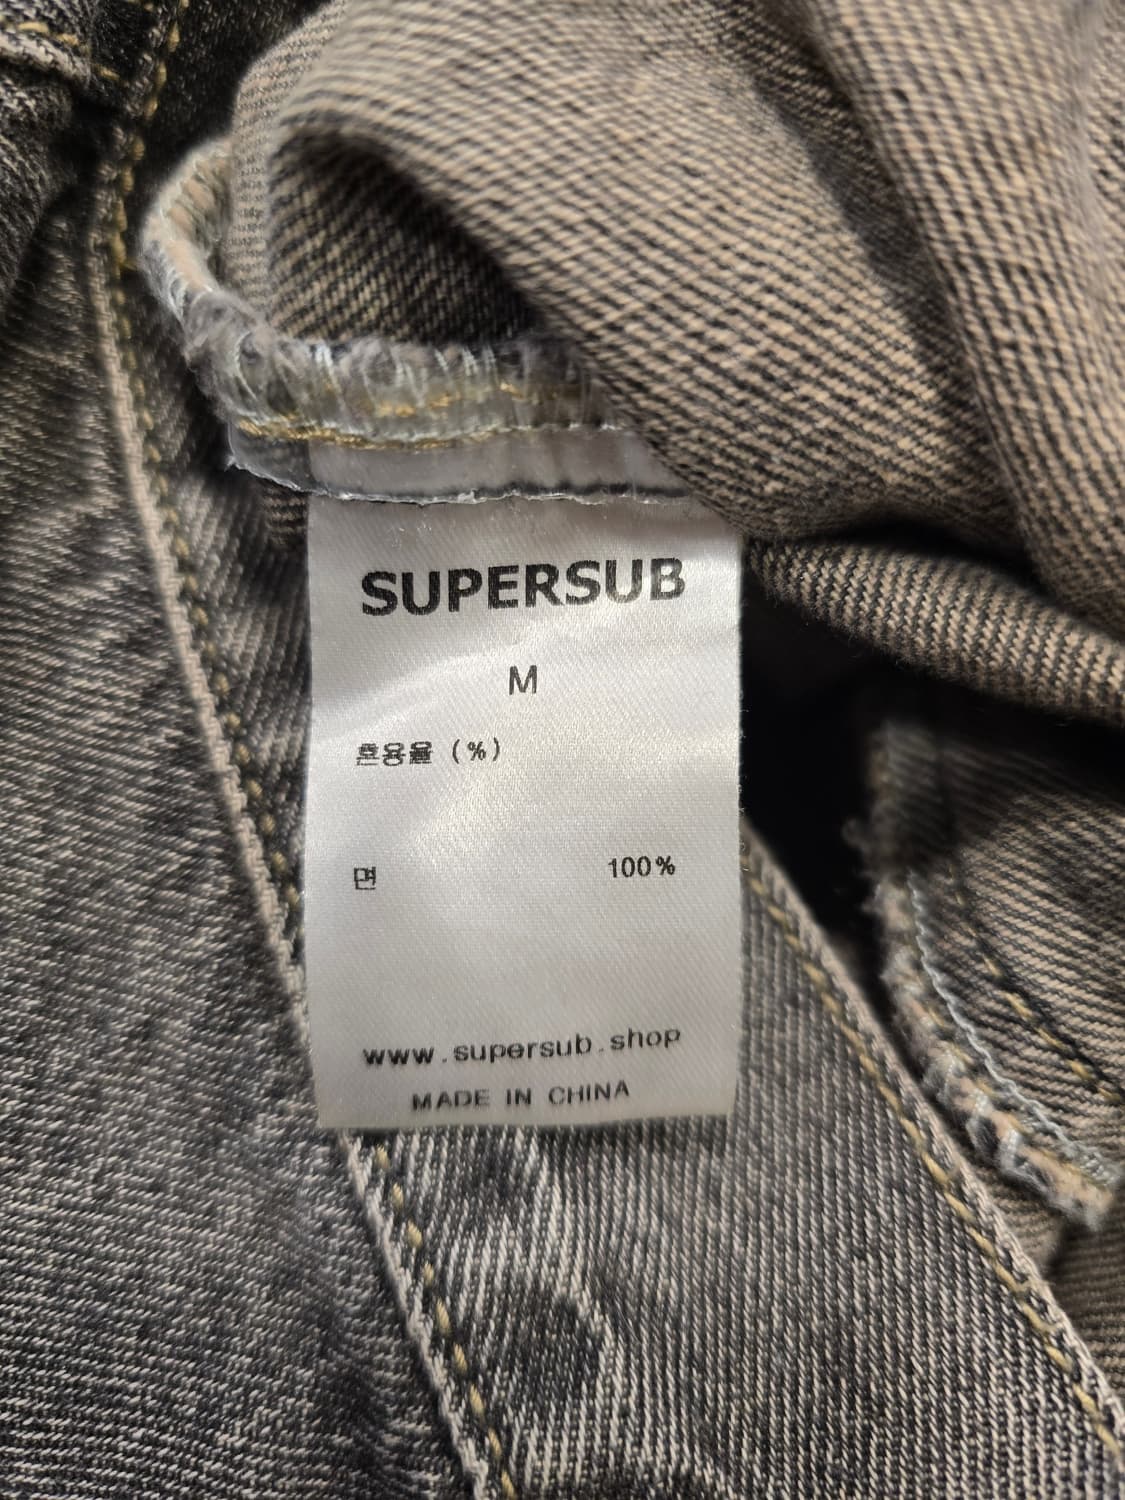 SUPERSUB
M
혼용율 (%)
면 100%
www.supersub.shop
MADE IN CHINA